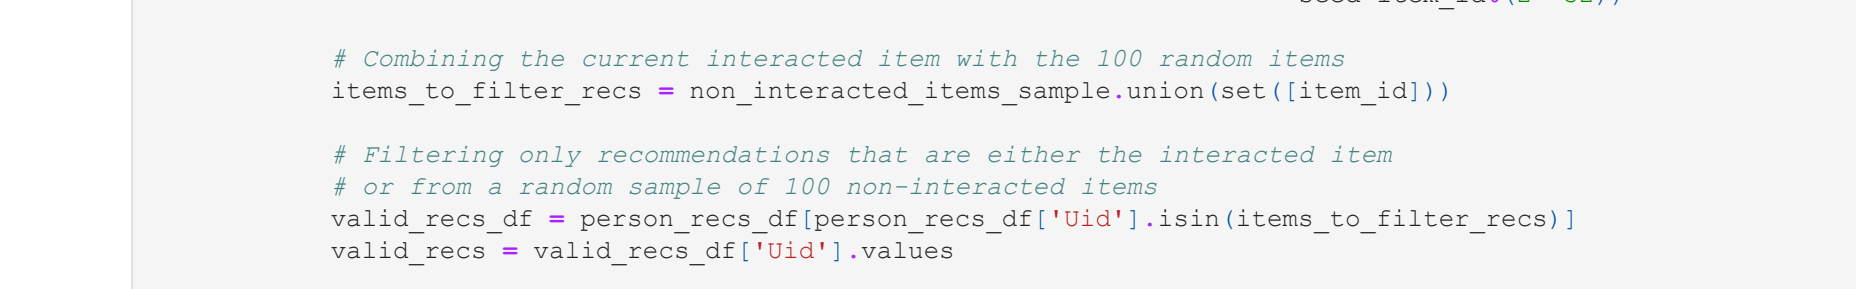 # Combining the current interacted item with the 100 random items
items_to_filter_recs = non_interacted_items_sample.union(set([item_id]))
# Filtering only recommendations that are either the interacted item
# or from a random sample of 100 non-interacted items
valid_recs_df = person_recs_df[person_recs_df['Uid'].isin(items_to_filter_recs)]
valid_recs = valid_recs_df['Uid'].values